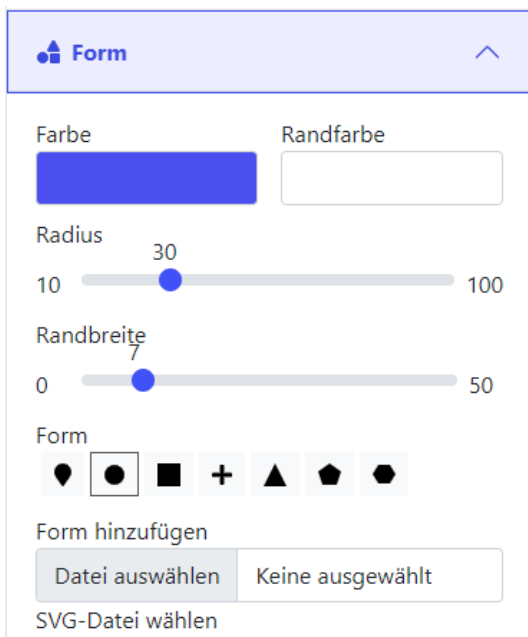 Form
Farbe Randfarbe
Radius
30
10 100
Randbreite
7
0 50
Form
Form hinzufügen
Datei auswählen Keine ausgewählt
SVG-Datei wählen